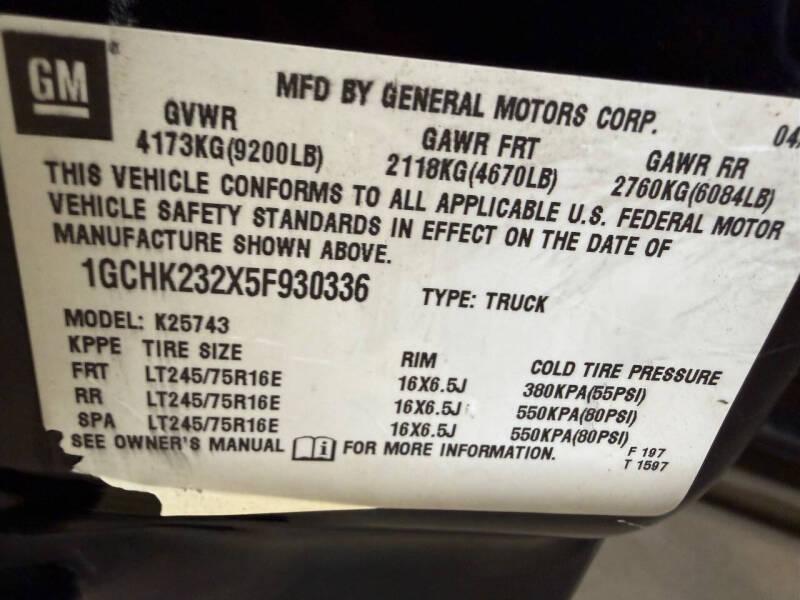 GM
MFD BY GENERAL MOTORS CORP.
04/
GVWR GAWR FRT GAWR RR
4173KG(9200LB) 2118KG(4670LB) 2760KG(6084LB)
THIS VEHICLE CONFORMS TO ALL APPLICABLE U.S. FEDERAL MOTOR
VEHICLE SAFETY STANDARDS IN EFFECT ON THE DATE OF
MANUFACTURE SHOWN ABOVE.
1GCHK232X5F930336 TYPE: TRUCK
MODEL: K25743
KPPE TIRE SIZE RIM COLD TIRE PRESSURE
FRT LT245/75R16E 16X6.5J 380KPA(55PSI)
RR LT245/75R16E 16X6.5J 550KPA(80PSI)
SPA LT245/75R16E 16X6.5J 550KPA(80PSI)
SEE OWNER'S MANUAL i FOR MORE INFORMATION.
F 197
T 1597